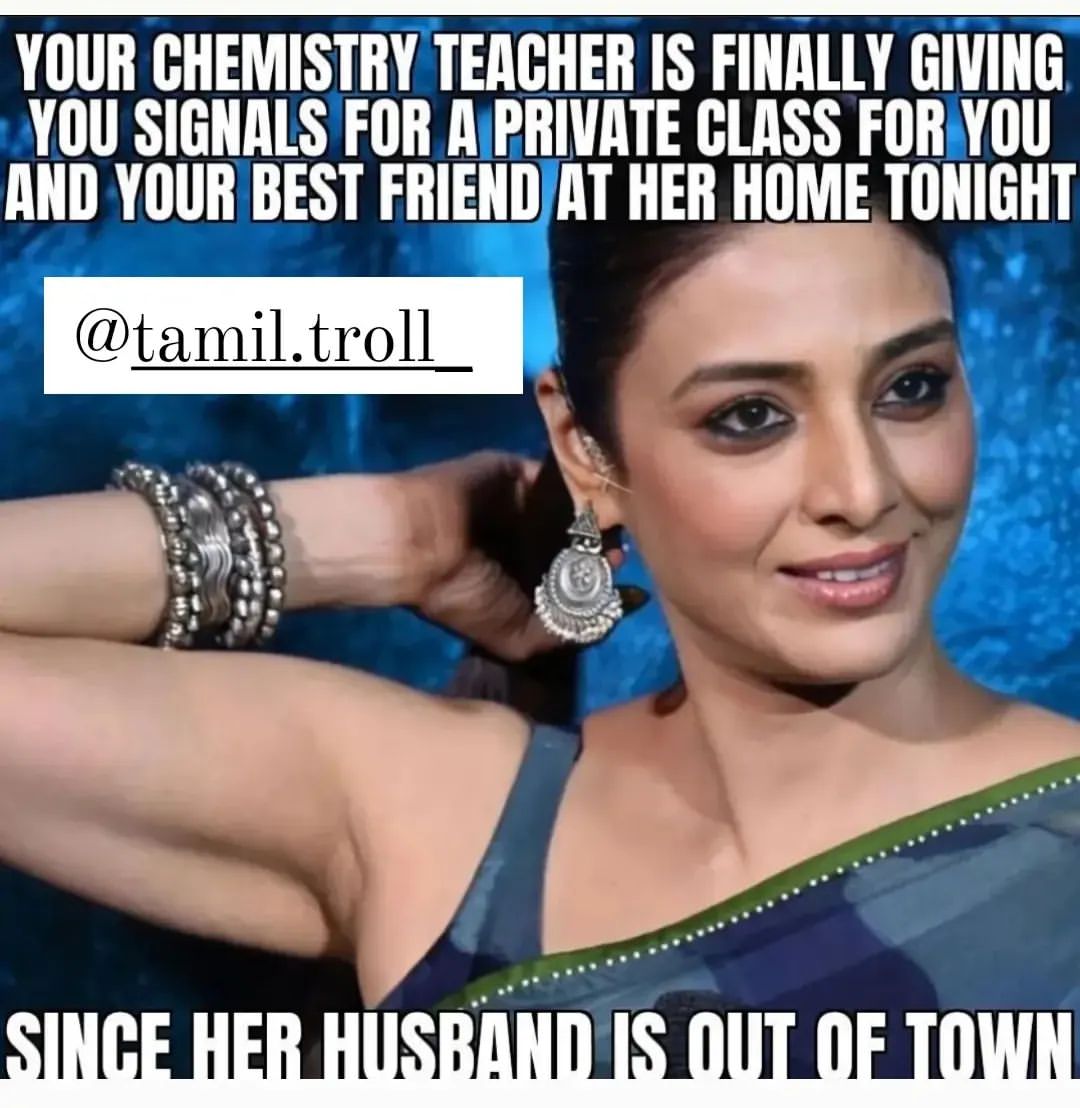 YOUR CHEMISTRY TEACHER IS FINALLY GIVING
YOU SIGNALS FOR A PRIVATE CLASS FOR YOU
AND YOUR BEST FRIEND AT HER HOME TONIGHT
@tamil.troll_
SINCE HER HUSBAND IS OUT OF TOWN